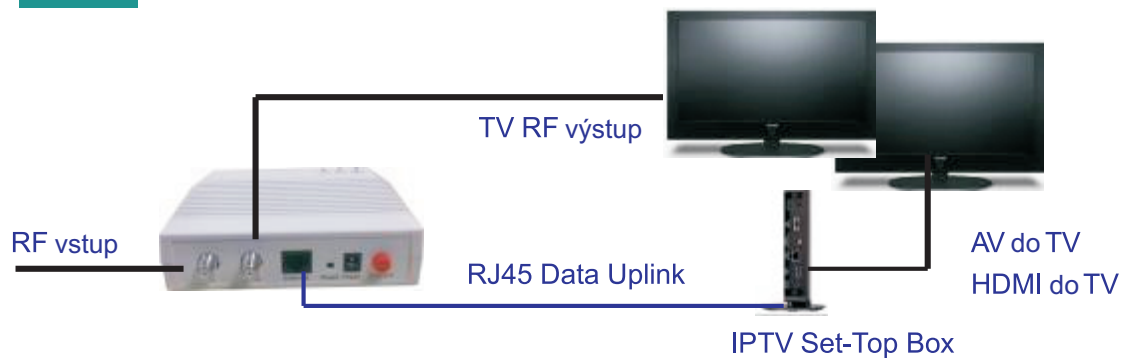 TV RF výstup
RF vstup
RJ45 Data Uplink
AV do TV
HDMI do TV
IPTV Set-Top Box